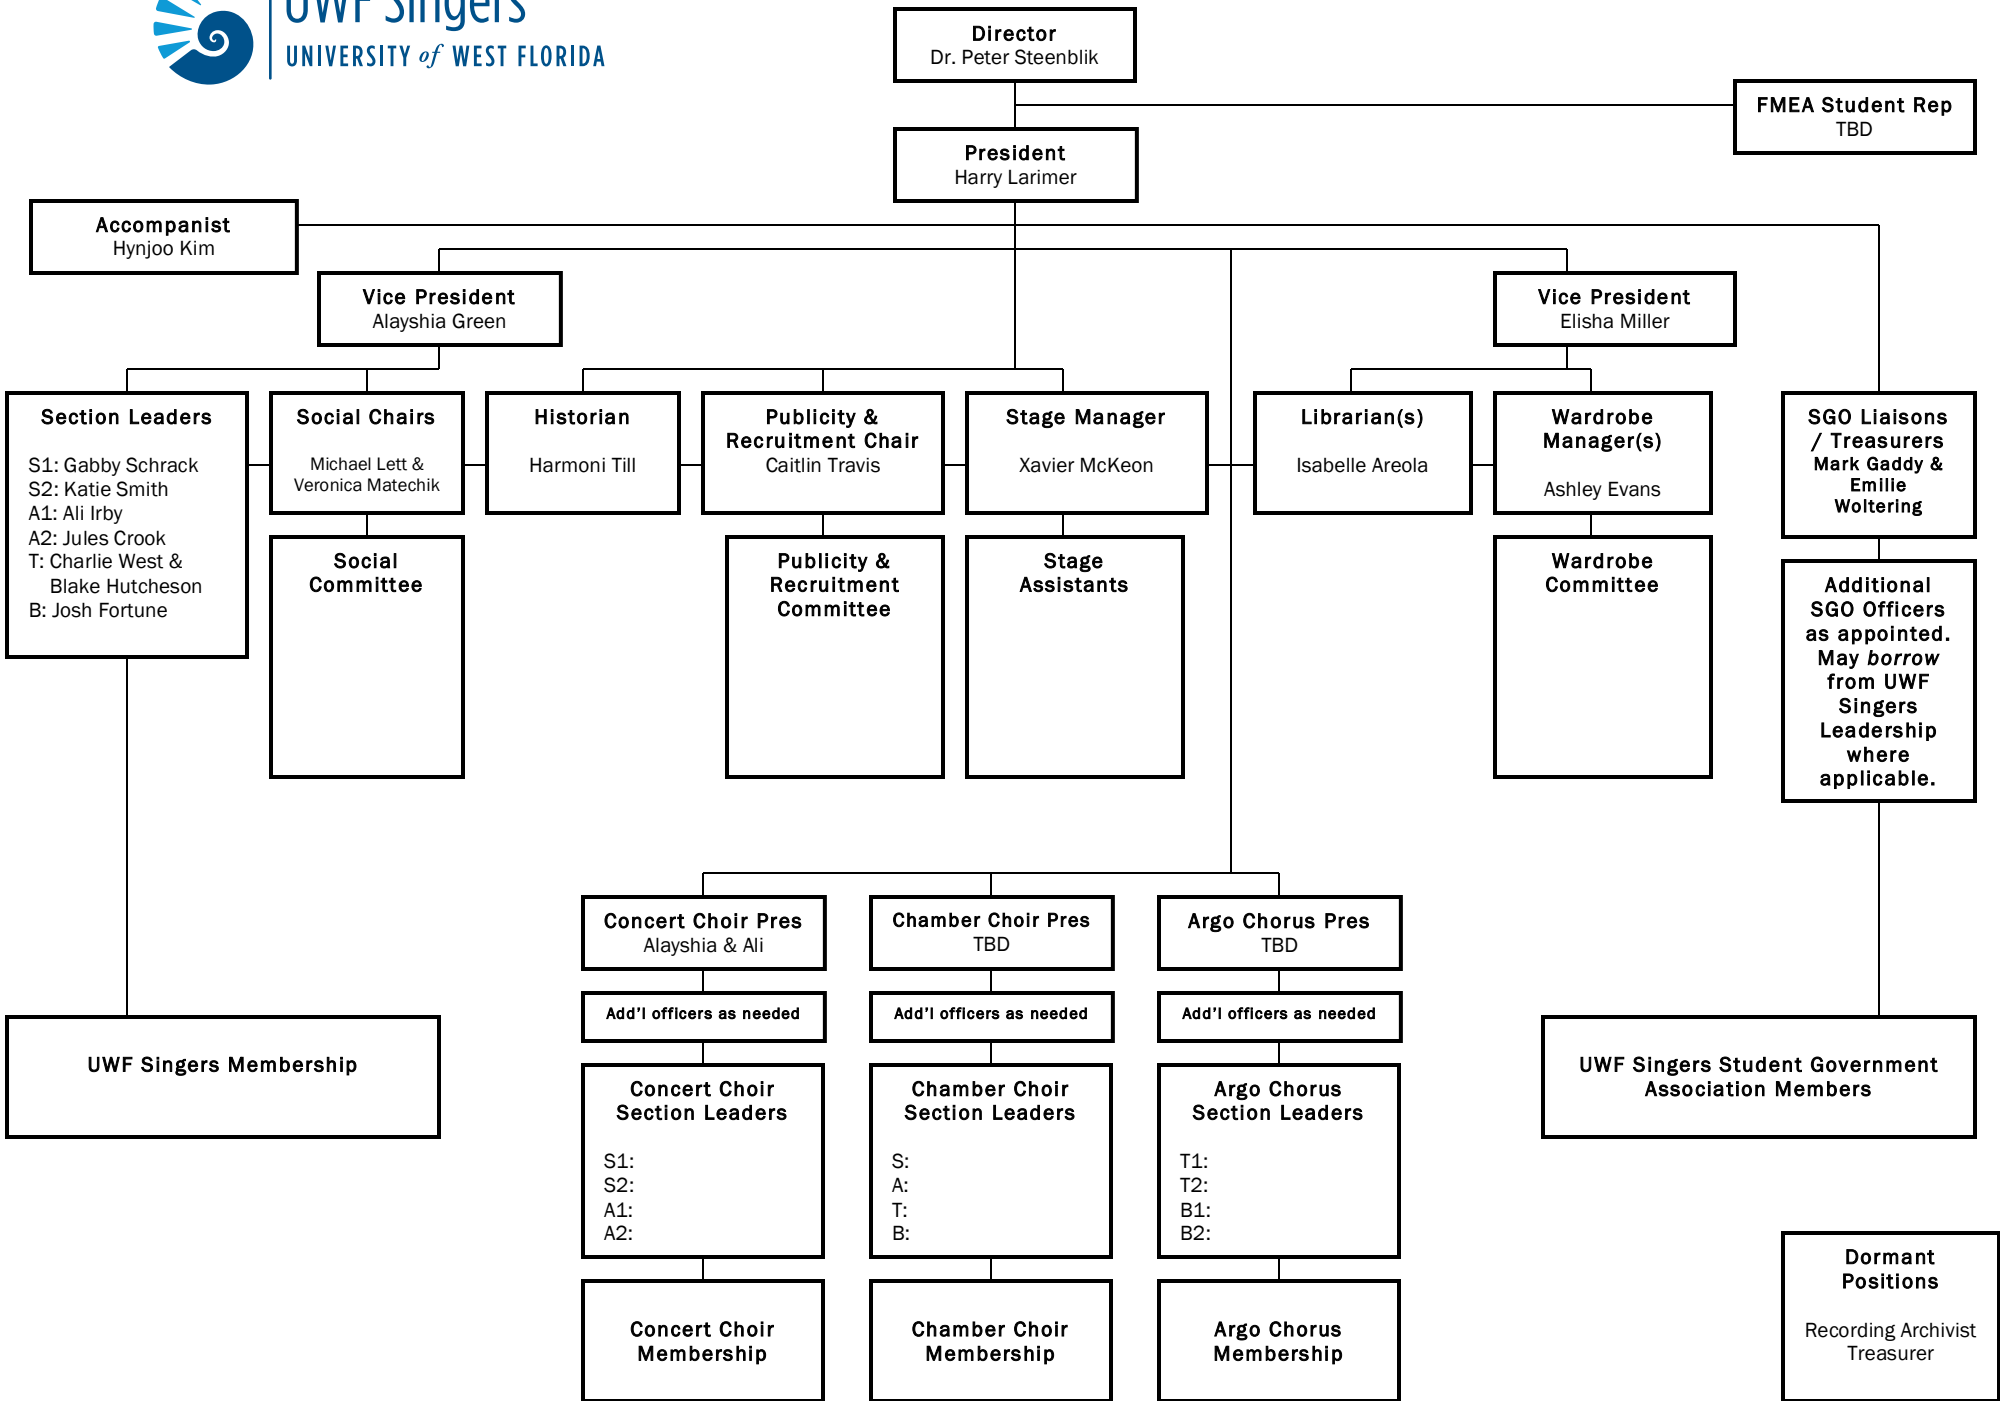 UWF Singers
UNIVERSITY of WEST FLORIDA
Director
Dr. Peter Steenblik
FMEA Student Rep
TBD
President
Harry Larimer
Accompanist
Hynjoo Kim
Vice President
Alayshia Green
Vice President
Elisha Miller
Section Leaders
S1: Gabby Schrack
S2: Katie Smith
A1: Ali Irby
A2: Jules Crook
T: Charlie West &
Blake Hutcheson
B: Josh Fortune
Social Chairs
Michael Lett &
Veronica Matechik
Historian
Harmoni Till
Publicity &
Recruitment Chair
Caitlin Travis
Stage Manager
Xavier McKeon
Librarian(s)
Isabelle Areola
Wardrobe
Manager(s)
Ashley Evans
SGO Liaisons
/ Treasurers
Mark Gaddy &
Emilie
Woltering
Social
Committee
Publicity &
Recruitment
Committee
Stage
Assistants
Wardrobe
Committee
Additional
SGO Officers
as appointed.
May borrow
from UWF
Singers
Leadership
where
applicable.
Concert Choir Pres
Alayshia & Ali
Chamber Choir Pres
TBD
Argo Chorus Pres
TBD
Add'l officers as needed
Add'l officers as needed
Add'l officers as needed
UWF Singers Membership
UWF Singers Student Government
Association Members
Concert Choir
Section Leaders
S1:
S2:
A1:
A2:
Chamber Choir
Section Leaders
S:
A:
T:
B:
Argo Chorus
Section Leaders
T1:
T2:
B1:
B2:
Concert Choir
Membership
Chamber Choir
Membership
Argo Chorus
Membership
Dormant
Positions
Recording Archivist
Treasurer